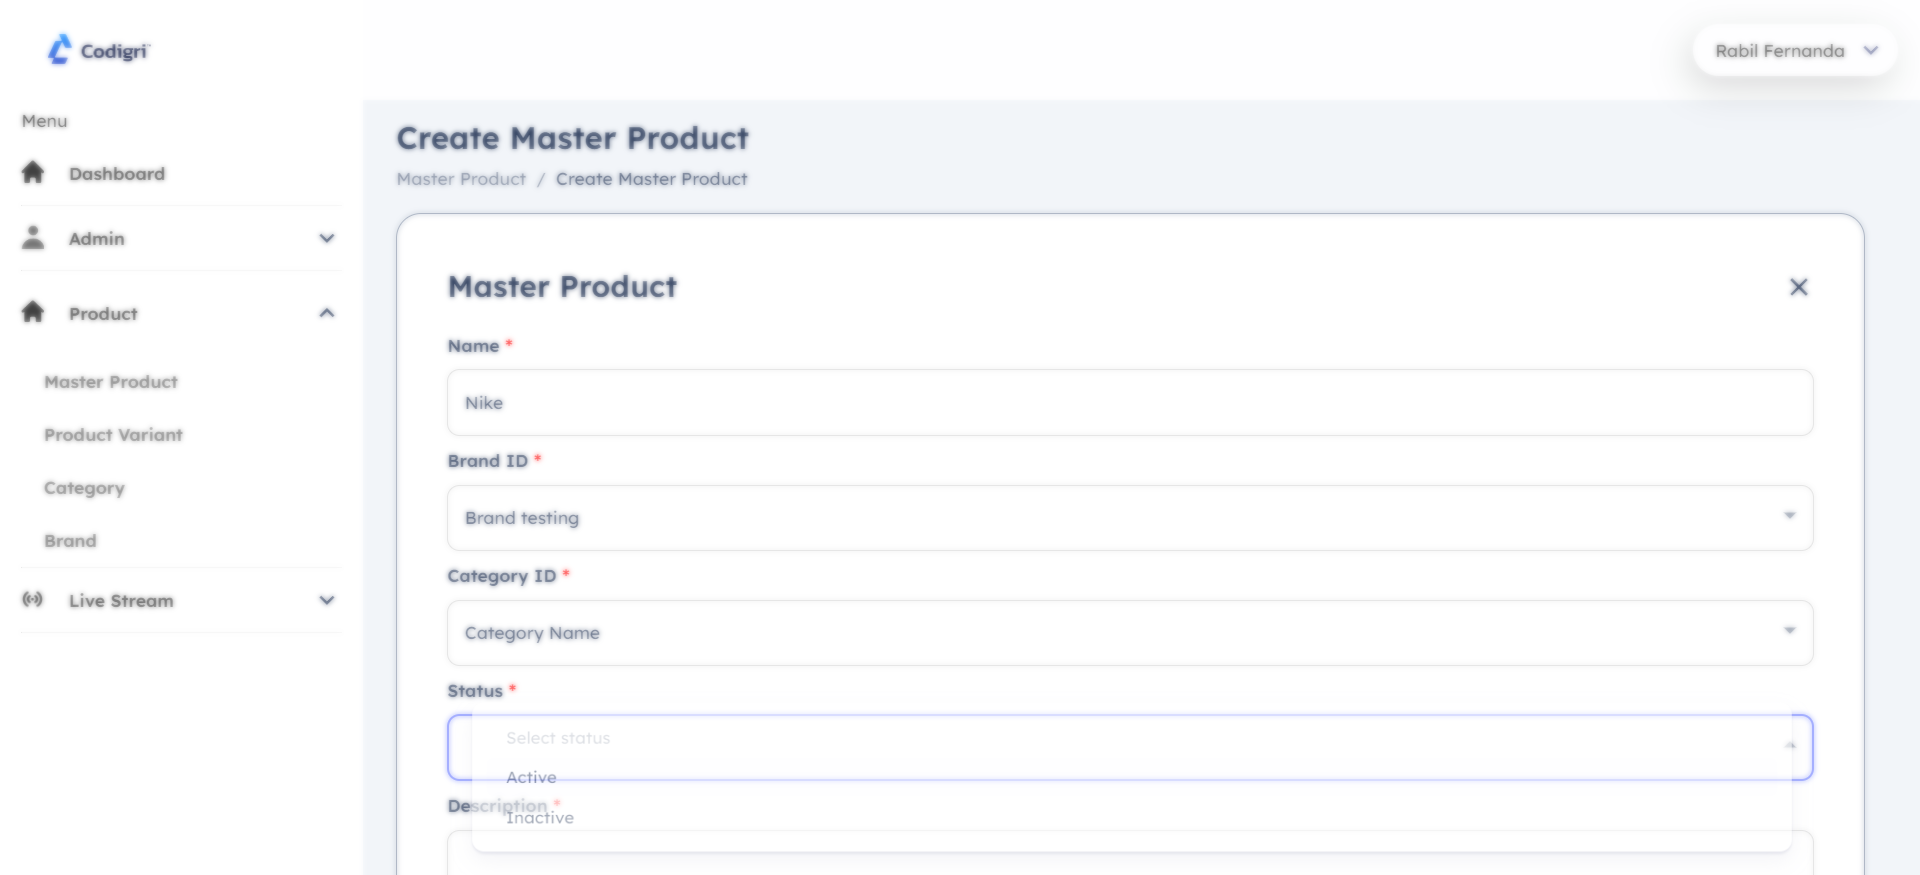 Codigri
Rabil Fernanda
Menu
Dashboard
Admin
Product
Master Product
Product Variant
Category
Brand
Live Stream
Create Master Product
Master Product / Create Master Product
Master Product
Name *
Nike
Brand ID *
Brand testing
Category ID *
Category Name
Status *
Select status
Active
Description *
Inactive